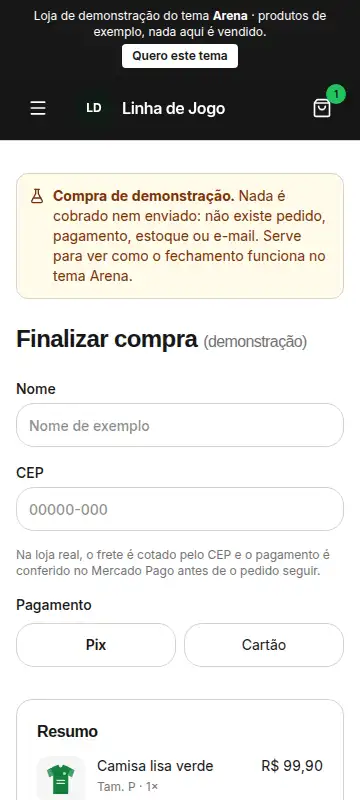 Loja de demonstração do tema Arena · produtos de
exemplo, nada aqui é vendido.
Quero este tema
LD
Linha de Jogo
1
Compra de demonstração. Nada é
cobrado nem enviado: não existe pedido,
pagamento, estoque ou e-mail. Serve
para ver como o fechamento funciona no
tema Arena.
Finalizar compra (demonstração)
Nome
Nome de exemplo
CEP
00000-000
Na loja real, o frete é cotado pelo CEP e o pagamento é
conferido no Mercado Pago antes de o pedido seguir.
Pagamento
Pix
Cartão
Resumo
Camisa lisa verde R$ 99,90
Tam. P · 1×